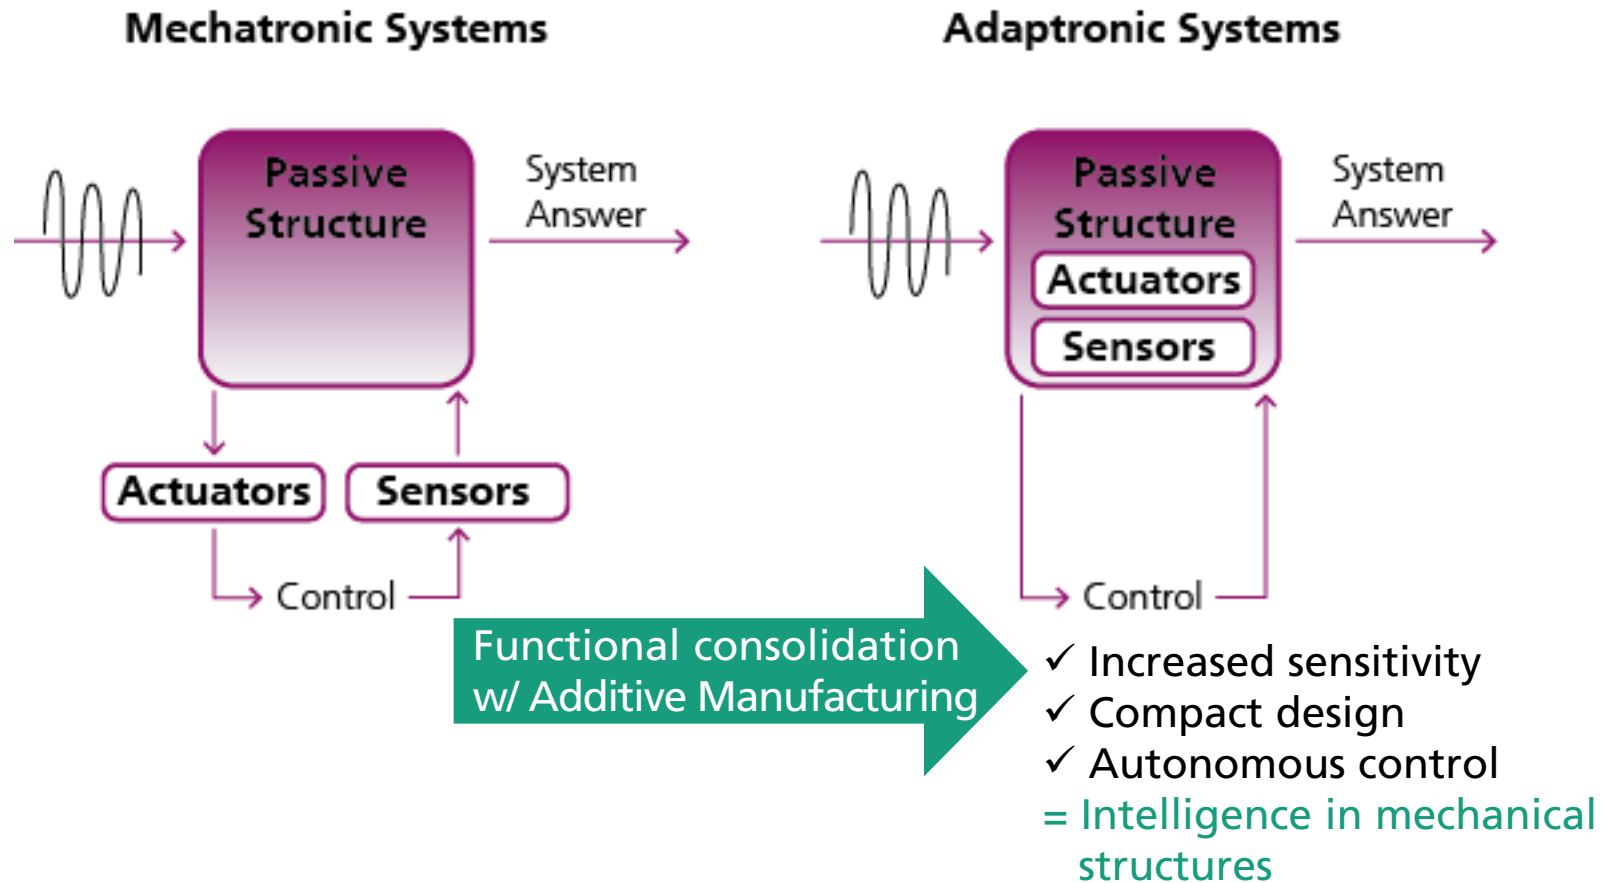 Mechatronic Systems
Passive
Structure
System
Answer
Actuators
Sensors
Control
Adaptronic Systems
Passive
Structure
Actuators
Sensors
System
Answer
Control
Functional consolidation
w/ Additive Manufacturing
✓ Increased sensitivity
✓ Compact design
✓ Autonomous control
= Intelligence in mechanical
structures